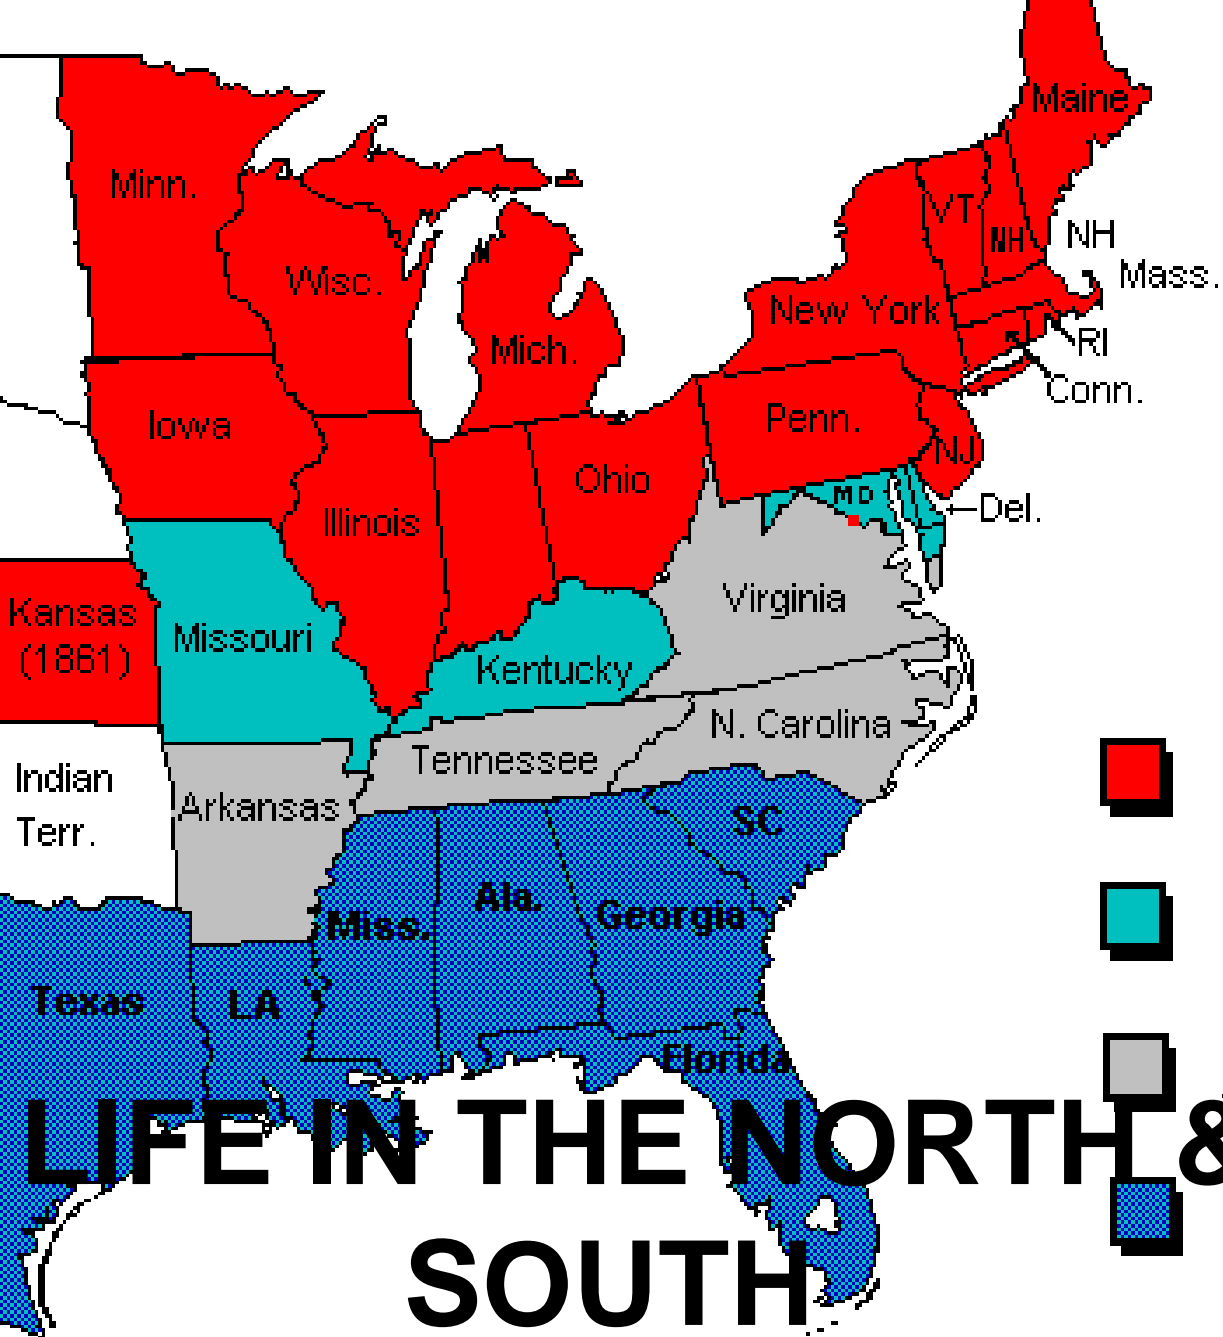 Maine
Minn.
VT
NH
NH
Mass.
Wisc.
New York
Mich.
RI
Conn.
Iowa
Penn.
NJ
Ohio
MD
Del.
Illinois
Virginia
Kansas
(1861)
Missouri
Kentucky
N. Carolina
Tennessee
Indian
Terr.
Arkansas
SC
Ala.
Miss.
Georgia
Texas
LA
Florida
LIFE IN THE NORTH &
SOUTH